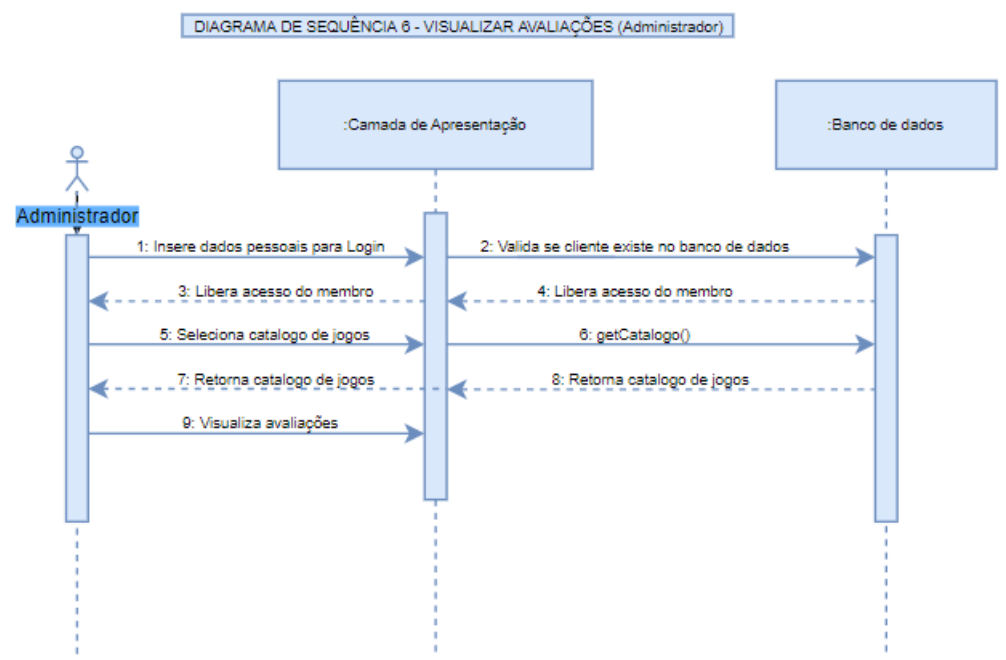 DIAGRAMA DE SEQUÊNCIA 6 - VISUALIZAR AVALIAÇÕES (Administrador)
:Camada de Apresentação
:Banco de dados
Administrador
1: Insere dados pessoais para Login
2: Valida se cliente existe no banco de dados
3: Libera acesso do membro
4: Libera acesso do membro
5: Seleciona catalogo de jogos
6: getCatalogo()
7: Retorna catalogo de jogos
8: Retorna catalogo de jogos
9: Visualiza avaliações